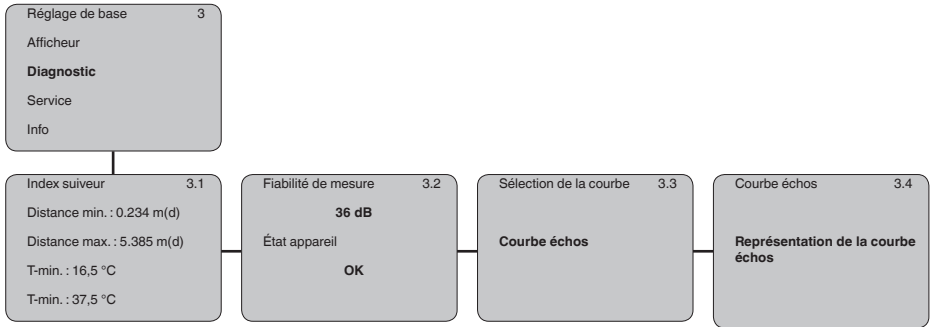 Réglage de base 3
Afficheur
Diagnostic
Service
Info
Index suiveur 3.1
Distance min. : 0.234 m(d)
Distance max. : 5.385 m(d)
T-min. : 16,5 °C
T-min. : 37,5 °C
Fiabilité de mesure 3.2
36 dB
État appareil
OK
Sélection de la courbe 3.3
Courbe échos
Courbe échos 3.4
Représentation de la courbe
échos